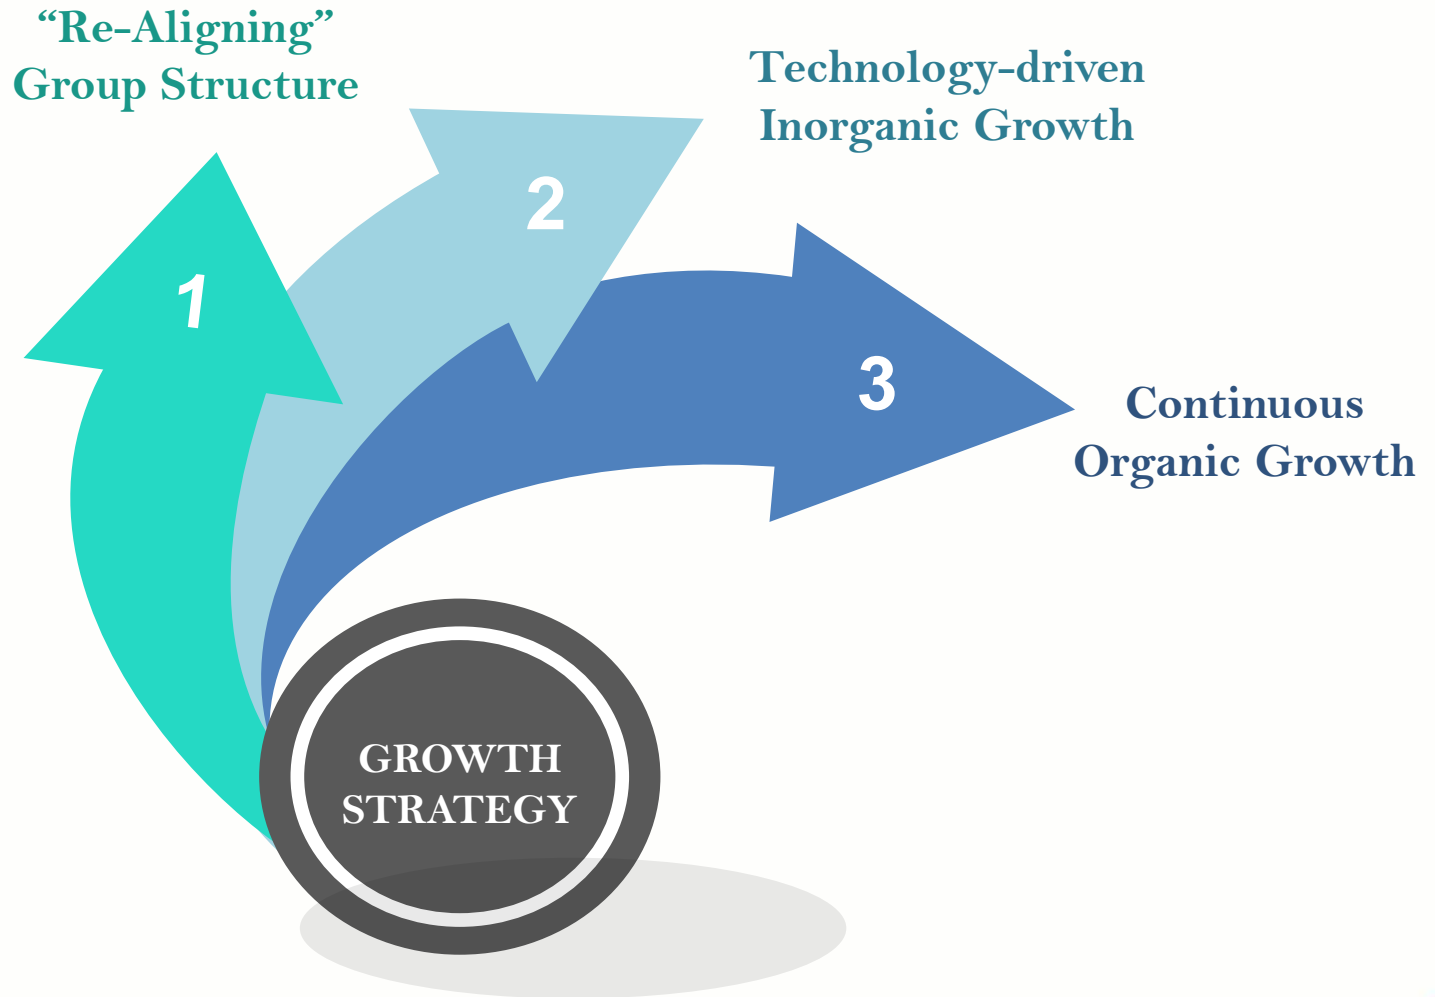 “Re-Aligning”
Group Structure
Technology-driven
Inorganic Growth
1
2
3
Continuous
Organic Growth
GROWTH
STRATEGY